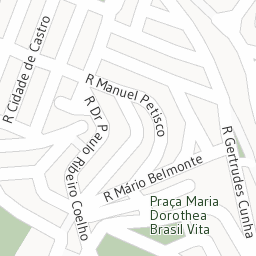 R Cidade de Castro
R Manuel Petisco
R Dr Paulo Ribeiro Coelho
R Mário Belmonte
R Gertrudes Cunha
Praça Maria
Dorothea
Brasil Vita